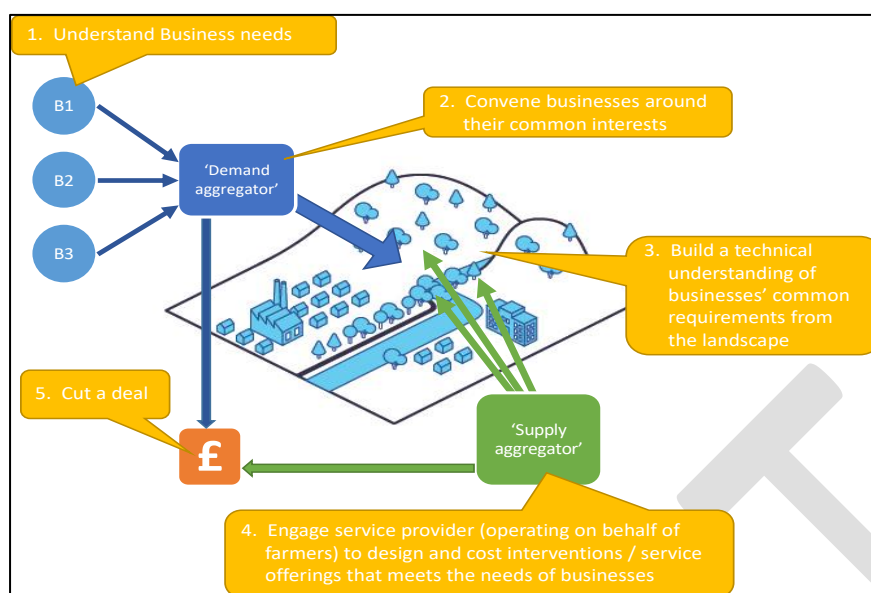 1. Understand Business needs
B1
2. Convene businesses around
their common interests
B2
'Demand
aggregator'
B3
3. Build a technical
understanding of
businesses' common
requirements from
the landscape
5. Cut a deal
£
'Supply
aggregator'
4. Engage service provider (operating on behalf of
farmers) to design and cost interventions / service
offerings that meets the needs of businesses